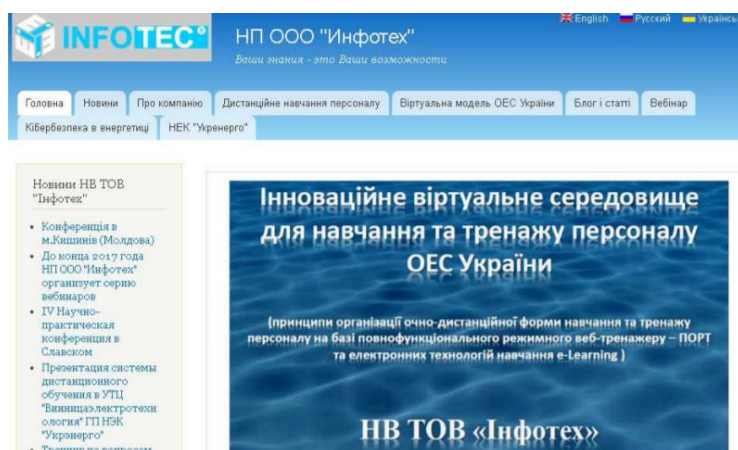 INFOTEC
НП ООО "Инфотех"
Ваши знания - это Ваши возможности
English Русский Українсь
Головна Новини Про компанію Дистанційне навчання персоналу Віртуальна модель ОЕС України Блог і статті Вебінар
Кібербезпека в енергетиці НЕК "Укренерго"
Новини НВ ТОВ
"Інфотех"
Конференція в
м.Кишинів (Молдова)
До конца 2017 года
НП ООО "Инфотех"
организует серию
вебинаров
IV Научно-
практическая
конференция в
Славском
Презентация системы
дистанционного
обучения в УТЦ
"Винницаэлектротехн
ология" ГП НЭК
"Укрэнерго"
Тренинг по вопросам
Інноваційне віртуальне середовище
для навчання та тренажу персоналу
ОЕС України
(принципи організації очно-дистанційної форми навчання та тренажу
персоналу на базі повнофункціонального режимного веб-тренажеру – ПОРТ
та електронних технологій навчання e-Learning )
НВ ТОВ «Інфотех»